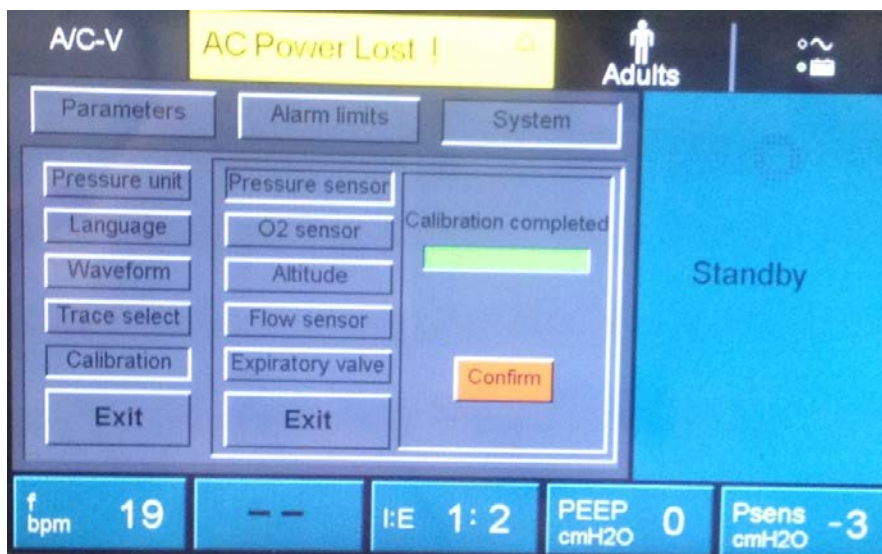 A/C-V
AC Power Lost !
Adults
Parameters
Alarm limits
System
Pressure unit
Language
Waveform
Trace select
Calibration
Exit
Pressure sensor
O2 sensor
Altitude
Flow sensor
Expiratory valve
Exit
Calibration completed
Confirm
Standby
f bpm 19
--
I:E 1:2
PEEP cmH2O 0
Psens cmH2O -3